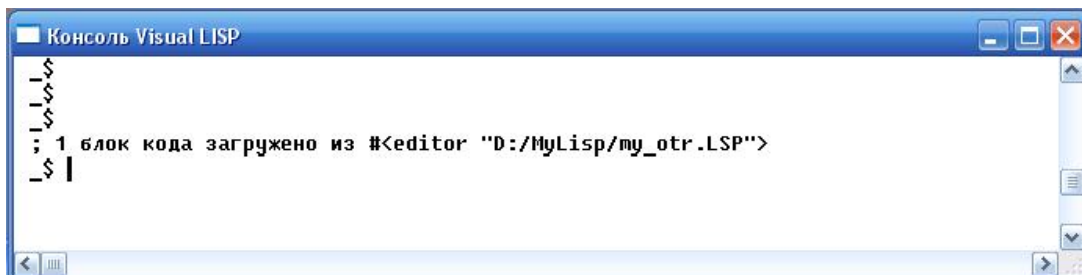 Консоль Visual LISP
_$
_$
_$
; 1 блок кода загружено из #<editor "D:/MyLisp/my_otr.LSP">
_$